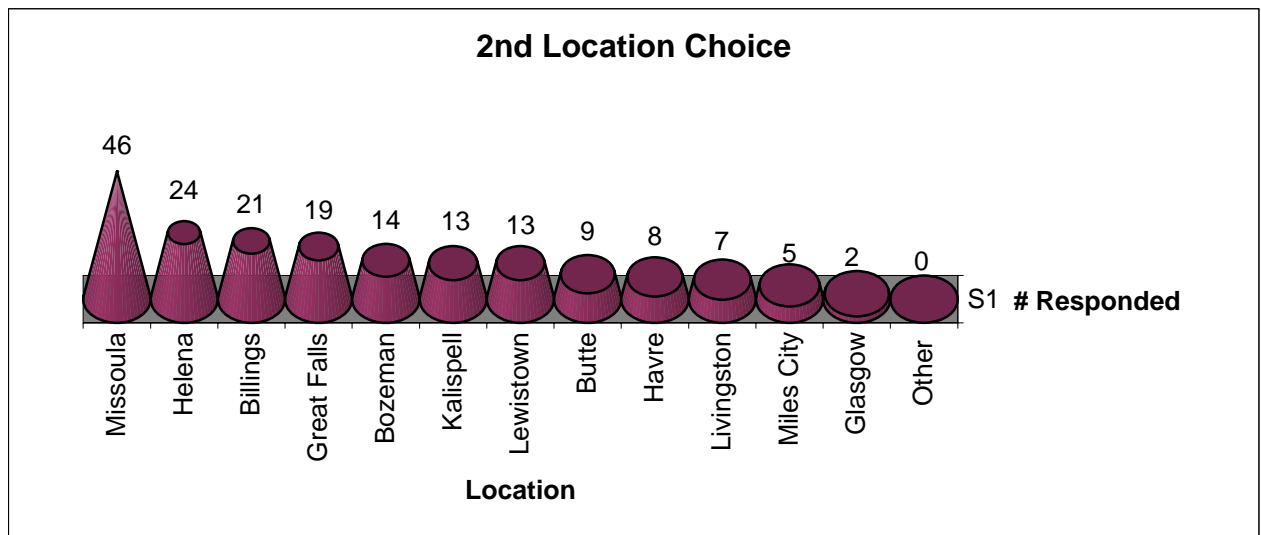 2nd Location Choice
46
24
21
19
14
13
13
9
8
7
5
2
0
S1
# Responded
Missoula
Helena
Billings
Great Falls
Bozeman
Kalispell
Lewistown
Butte
Havre
Livingston
Miles City
Glasgow
Other
Location